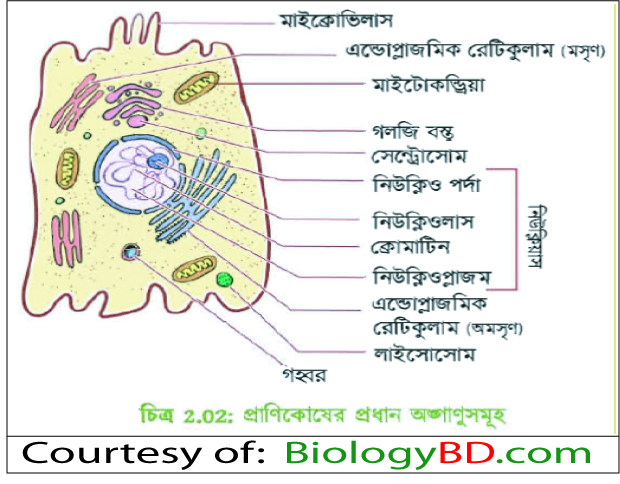 মাইক্রোভিলাস
এন্ডোপ্লাজমিক রেটিকুলাম (মসৃণ)
মাইটোকন্ড্রিয়া
গলজি বস্তু
সেন্ট্রোসোম
নিউক্লিও পর্দা
নিউক্লিওলাস
ক্রোমাটিন
নিউক্লিওপ্লাজম
নিউক্লিয়াস
এন্ডোপ্লাজমিক
রেটিকুলাম (অমসৃণ)
লাইসোসোম
গহ্বর
চিত্র 2.02: প্রাণিকোষের প্রধান অঙ্গাণুসমূহ
Courtesy of: BiologyBD.com